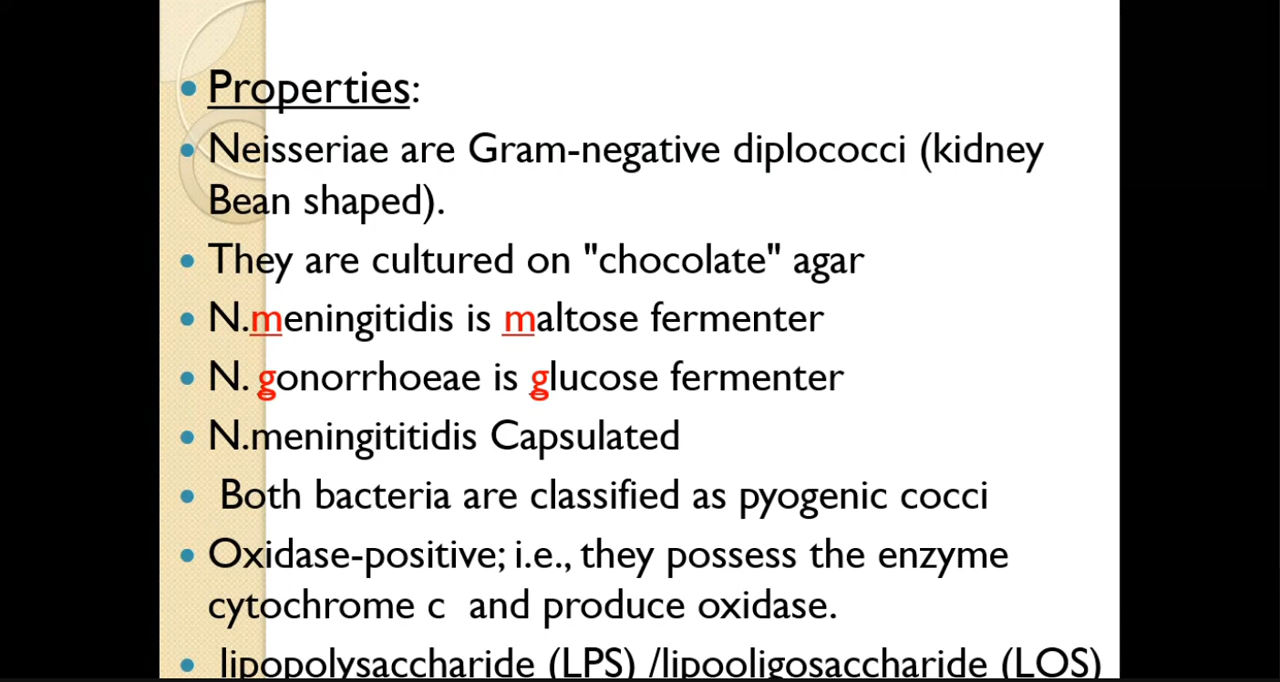 Properties:
Neisseriae are Gram-negative diplococci (kidney
Bean shaped).
They are cultured on "chocolate" agar
N.meningitidis is maltose fermenter
N. gonorrhoeae is glucose fermenter
N.meningititidis Capsulated
Both bacteria are classified as pyogenic cocci
Oxidase-positive; i.e., they possess the enzyme
cytochrome c and produce oxidase.
lipopolysaccharide (LPS) /lipooligosaccharide (LOS)